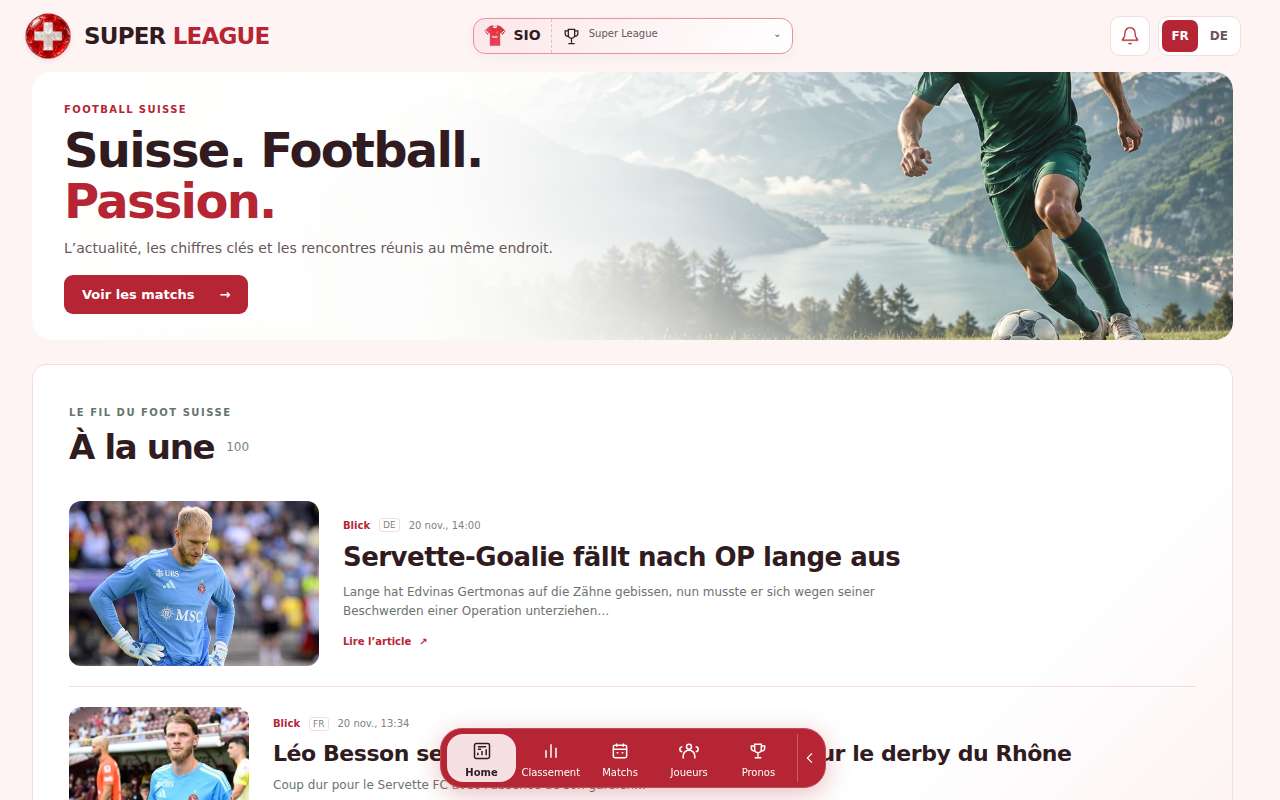 SUPER LEAGUE
SIO
Super League
FR
DE
FOOTBALL SUISSE
Suisse. Football.
Passion.
L’actualité, les chiffres clés et les rencontres réunis au même endroit.
Voir les matchs →
LE FIL DU FOOT SUISSE
À la une 100
UBS
MSC
Blick DE 20 nov., 14:00
Servette-Goalie fällt nach OP lange aus
Lange hat Edvinas Gertmonas auf die Zähne gebissen, nun musste er sich wegen seiner
Beschwerden einer Operation unterziehen…
Lire l’article ↗
Blick FR 20 nov., 13:34
Léo Besson se ur le derby du Rhône
Coup dur pour le Servette FC
Home
Classement
Matchs
Joueurs
Pronos